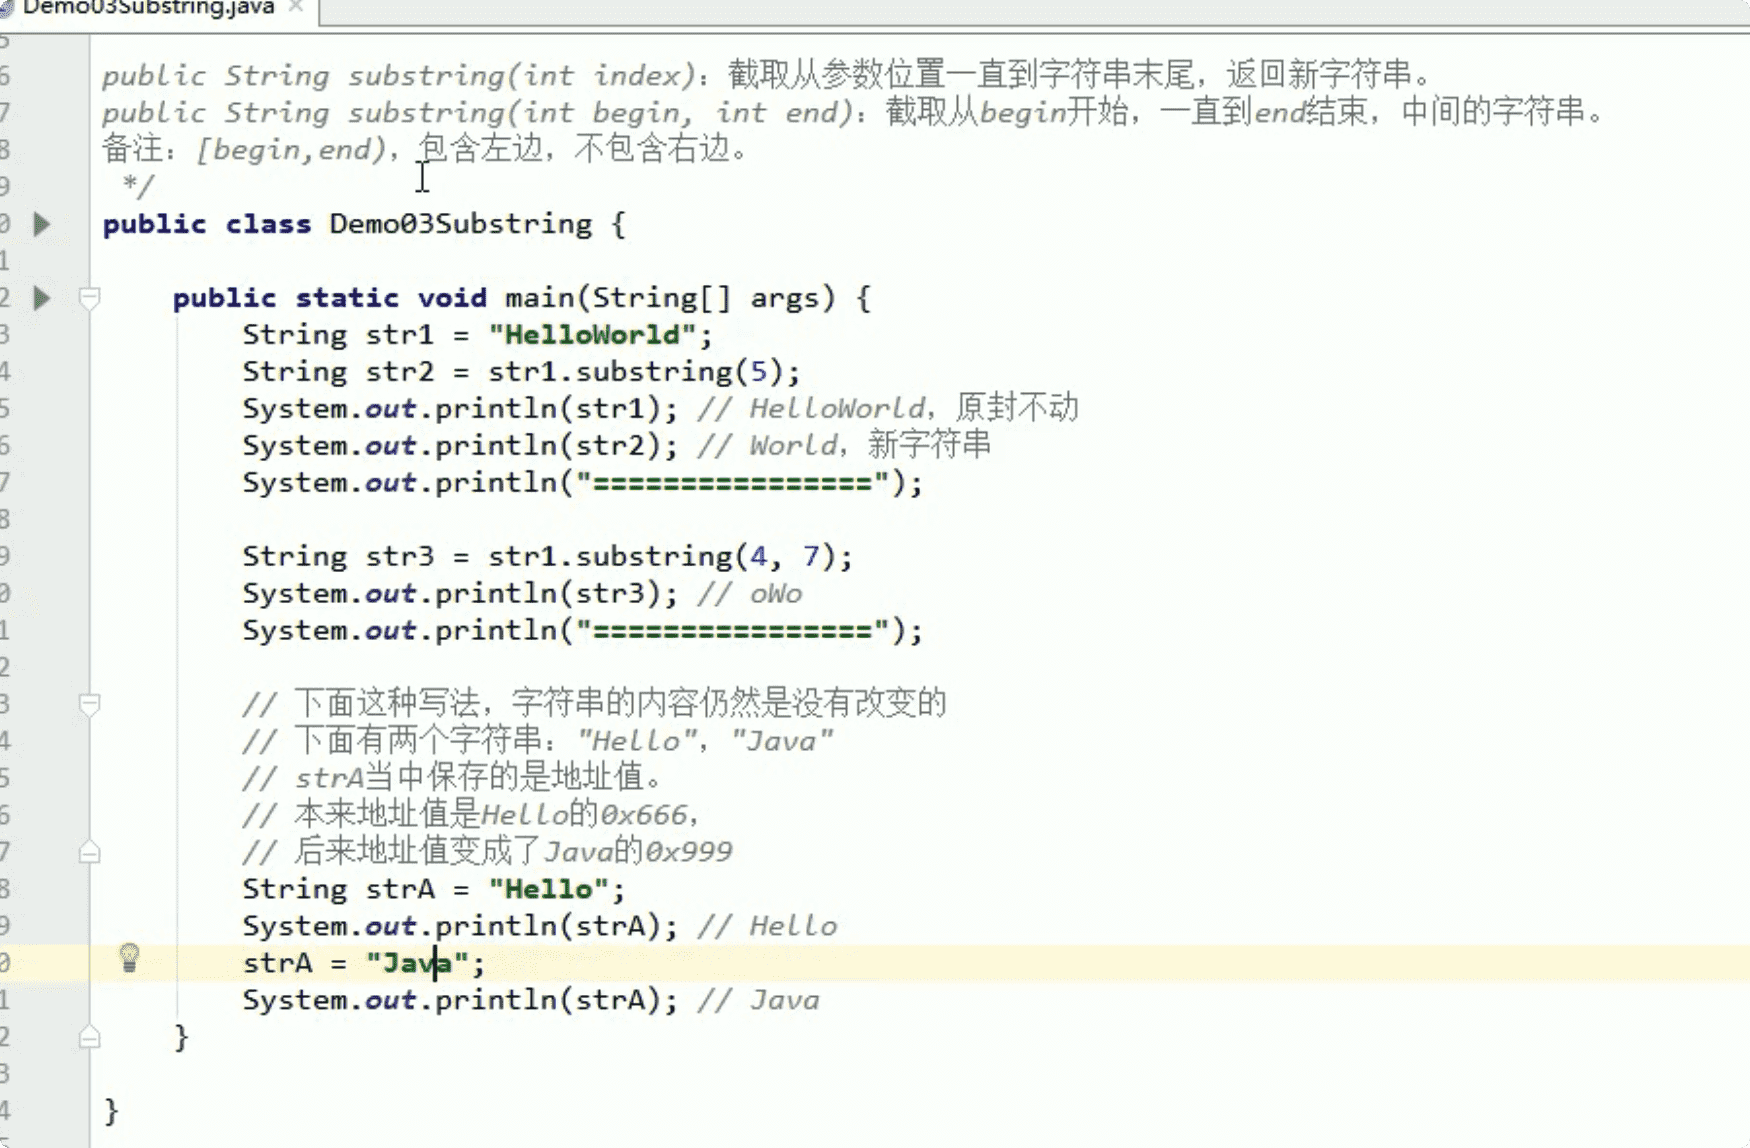 Demo03Substring.java
public String substring(int index)：截取从参数位置一直到字符串末尾，返回新字符串。
public String substring(int begin, int end)：截取从begin开始，一直到end结束，中间的字符串。
备注：[begin,end)，包含左边，不包含右边。
*/
public class Demo03Substring {
public static void main(String[] args) {
String str1 = "HelloWorld";
String str2 = str1.substring(5);
System.out.println(str1); // HelloWorld，原封不动
System.out.println(str2); // World，新字符串
System.out.println("================");
String str3 = str1.substring(4, 7);
System.out.println(str3); // oWo
System.out.println("================");
// 下面这种写法，字符串的内容仍然是没有改变的
// 下面有两个字符串："Hello"，"Java"
// strA当中保存的是地址值。
// 本来地址值是Hello的0x666，
// 后来地址值变成了Java的0x999
String strA = "Hello";
System.out.println(strA); // Hello
strA = "Java";
System.out.println(strA); // Java
}
}